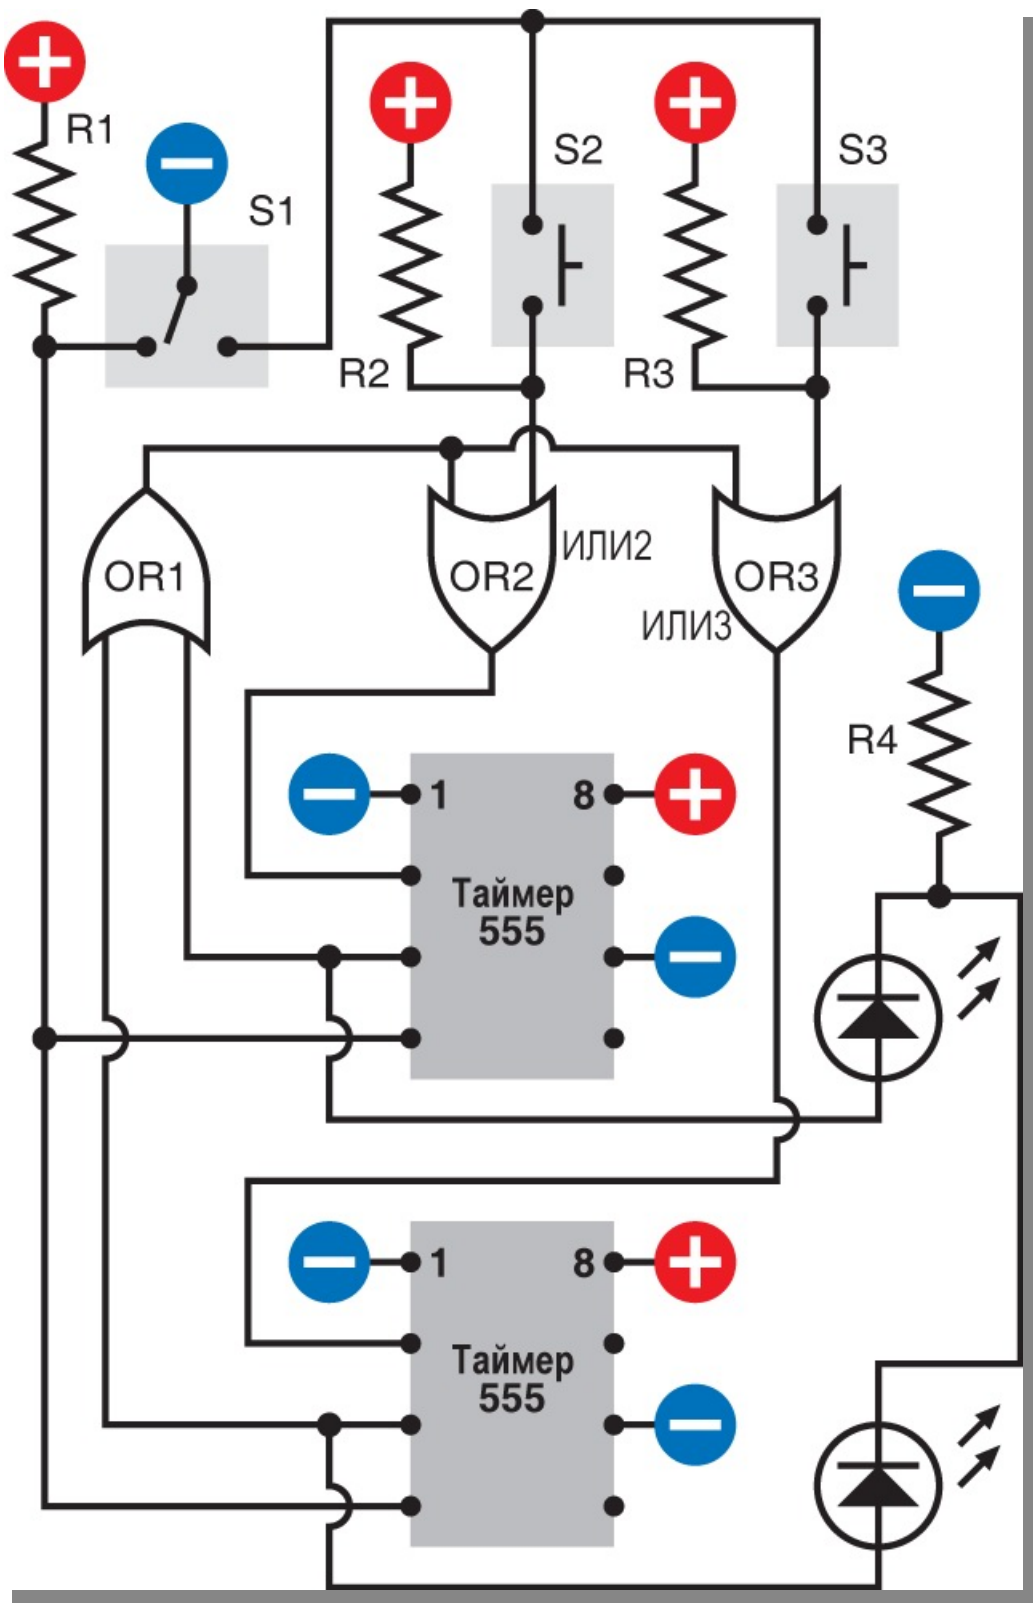 R1
S1
S2
S3
R2
R3
OR1
OR2
ИЛИ2
OR3
ИЛИ3
R4
1 8
Таймер
555
1 8
Таймер
555